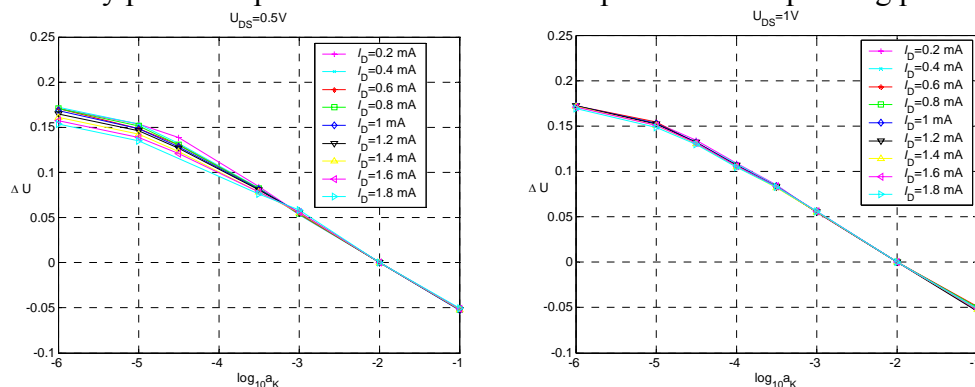 U_DS=0.5V
0.25
0.2
0.15
0.1
0.05
0
-0.05
-0.1
Δ U
-6 -5 -4 -3 -2 -1
log₁₀a_K
I_D=0.2 mA
I_D=0.4 mA
I_D=0.6 mA
I_D=0.8 mA
I_D=1 mA
I_D=1.2 mA
I_D=1.4 mA
I_D=1.6 mA
I_D=1.8 mA
U_DS=1V
0.25
0.2
0.15
0.1
0.05
0
-0.05
-0.1
Δ U
-6 -5 -4 -3 -2 -1
log₁₀a_K
I_D=0.2 mA
I_D=0.4 mA
I_D=0.6 mA
I_D=0.8 mA
I_D=1 mA
I_D=1.2 mA
I_D=1.4 mA
I_D=1.6 mA
I_D=1.8 mA